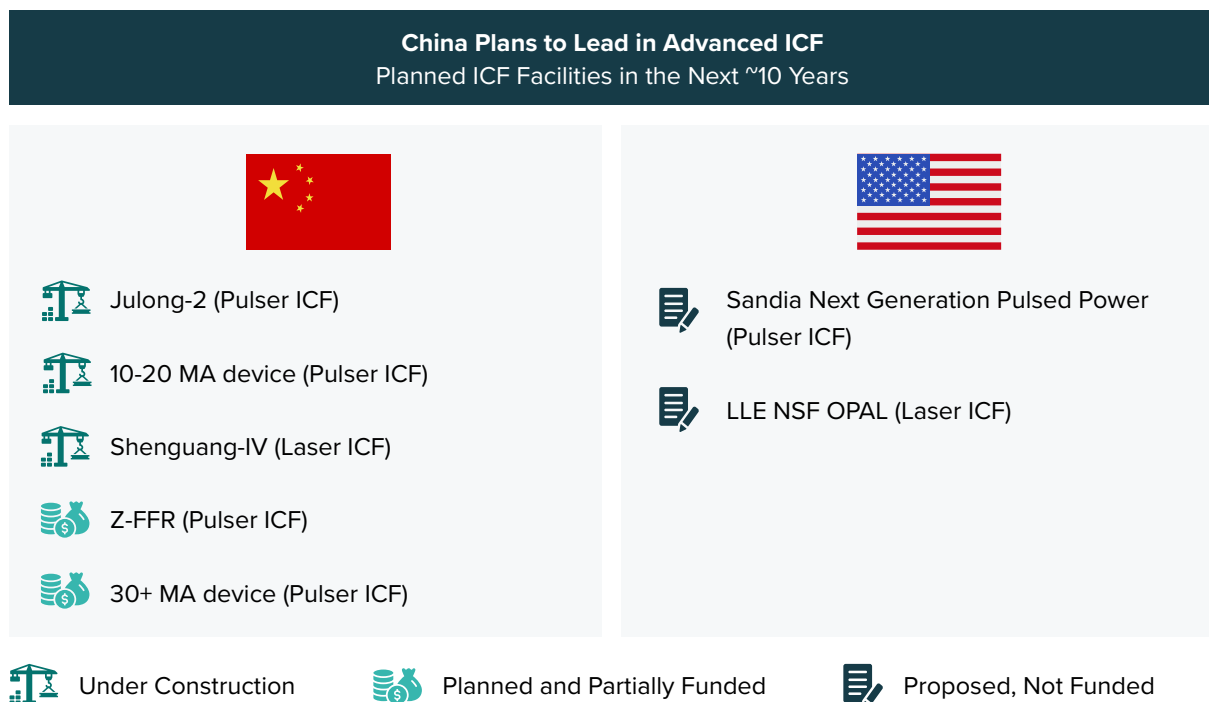 China Plans to Lead in Advanced ICF
Planned ICF Facilities in the Next ~10 Years
Julong-2 (Pulser ICF)
10-20 MA device (Pulser ICF)
Shenguang-IV (Laser ICF)
Z-FFR (Pulser ICF)
30+ MA device (Pulser ICF)
Sandia Next Generation Pulsed Power
(Pulser ICF)
LLE NSF OPAL (Laser ICF)
Under Construction
Planned and Partially Funded
Proposed, Not Funded